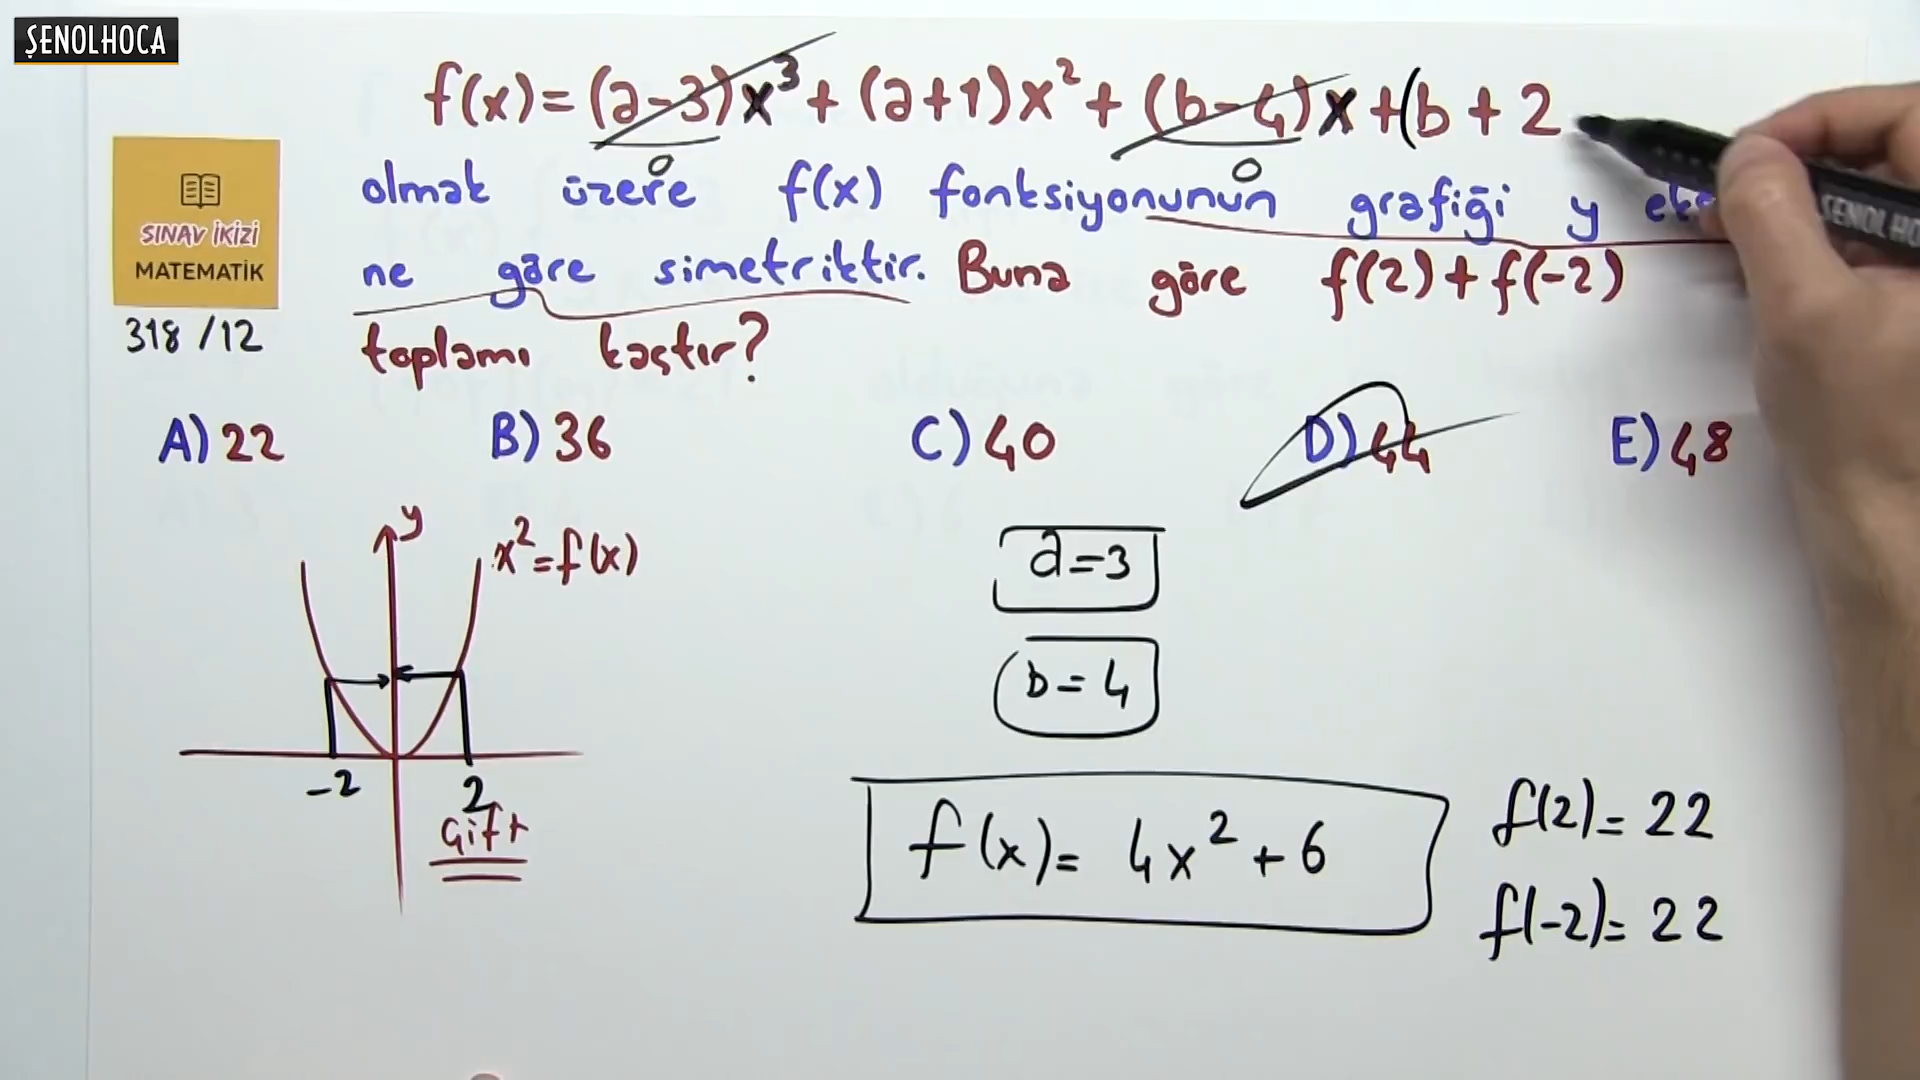 ŞENOLHOCA
f(x) = (a-3)x³ + (a+1)x² + (b-4)x + (b + 2
0
0
olmak üzere f(x) fonksiyonunun grafiği y
ne göre simetriktir. Buna göre f(2) + f(-2)
toplamı kaçtır?
SINAV İKİZİ
MATEMATİK
318 / 12
A) 22 B) 36 C) 40 D) 44 E) 48
y
x² = f(x)
-2
2
Çift
a = 3
b = 4
f(x) = 4x² + 6
f(2) = 22
f(-2) = 22